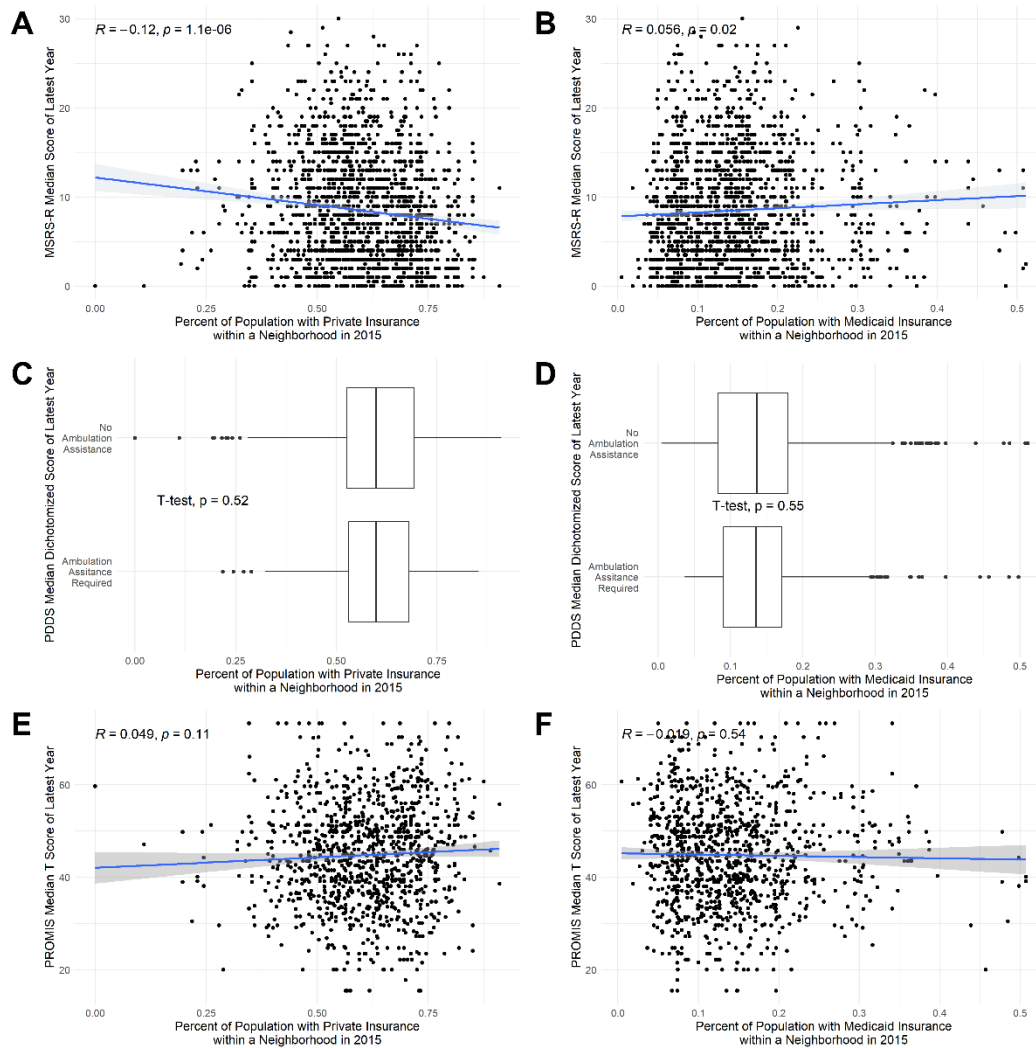 A
R = −0.12, p = 1.1e-06
MSRS-R Median Score of Latest Year
30
20
10
0
0.00 0.25 0.50 0.75
Percent of Population with Private Insurance
within a Neighborhood in 2015
B
R = 0.056, p = 0.02
MSRS-R Median Score of Latest Year
30
20
10
0
0.0 0.1 0.2 0.3 0.4 0.5
Percent of Population with Medicaid Insurance
within a Neighborhood in 2015
C
PDDS Median Dichotomized Score of Latest Year
No
Ambulation
Assistance
T-test, p = 0.52
Ambulation
Assitance
Required
0.00 0.25 0.50 0.75
Percent of Population with Private Insurance
within a Neighborhood in 2015
D
PDDS Median Dichotomized Score of Latest Year
No
Ambulation
Assistance
T-test, p = 0.55
Ambulation
Assitance
Required
0.0 0.1 0.2 0.3 0.4 0.5
Percent of Population with Medicaid Insurance
within a Neighborhood in 2015
E
R = 0.049, p = 0.11
PROMIS Median T Score of Latest Year
60
40
20
0.00 0.25 0.50 0.75
Percent of Population with Private Insurance
within a Neighborhood in 2015
F
R = −0.019, p = 0.54
PROMIS Median T Score of Latest Year
60
40
20
0.0 0.1 0.2 0.3 0.4 0.5
Percent of Population with Medicaid Insurance
within a Neighborhood in 2015